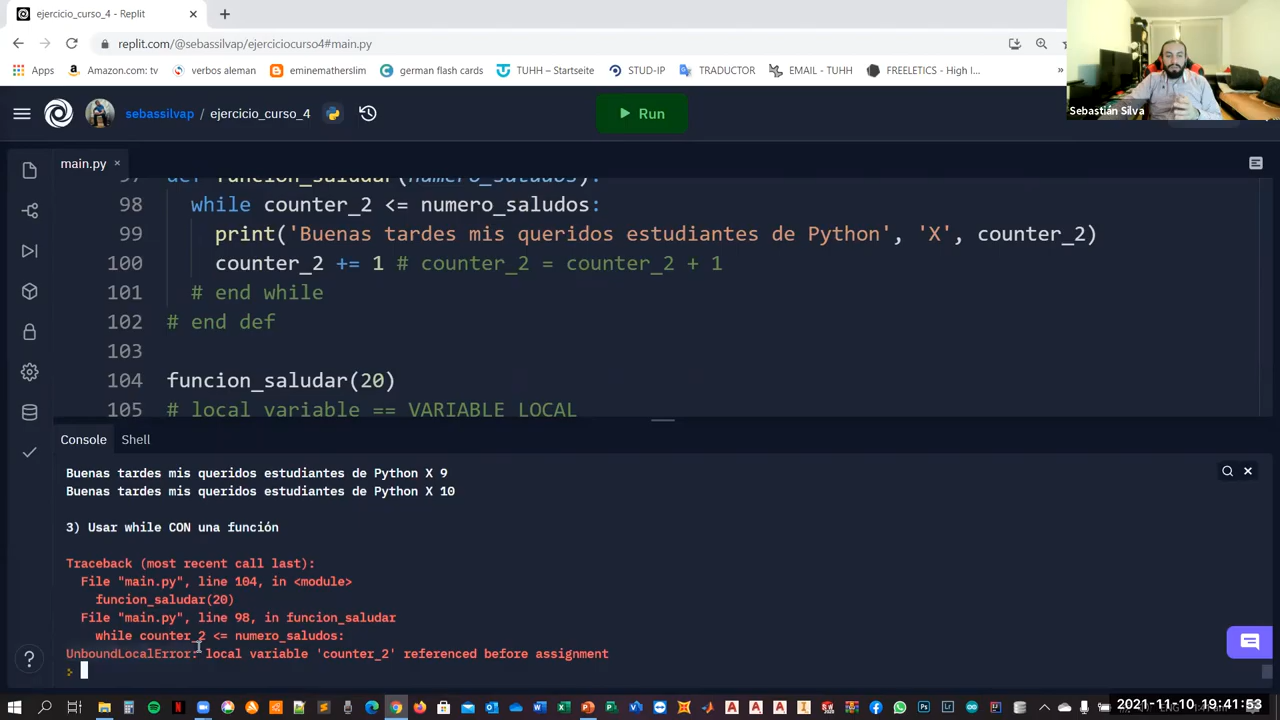 ejercicio_curso_4 - Replit
replit.com/@sebassilvap/ejerciciocurso4#main.py
Apps
Amazon.com: tv
verbos aleman
eminematherslim
german flash card
TUHH – Startseite
STUD-IP
TRADUCTOR
EMAIL - TUHH
FREELETICS - High I...
»
Sebastián Silva
sebassilvap / ejercicio_curso_4
Run
main.py
97 def funcion_saludar(numero_saludos):
98 while counter_2 <= numero_saludos:
99 print('Buenas tardes mis queridos estudiantes de Python', 'X', counter_2)
100 counter_2 += 1 # counter_2 = counter_2 + 1
101 # end while
102 # end def
103
104 funcion_saludar(20)
105 # local variable == VARIABLE LOCAL
Console Shell
Buenas tardes mis queridos estudiantes de Python X 9
Buenas tardes mis queridos estudiantes de Python X 10
3) Usar while CON una función
Traceback (most recent call last):
File "main.py", line 104, in <module>
funcion_saludar(20)
File "main.py", line 98, in funcion_saludar
while counter_2 <= numero_saludos:
UnboundLocalError: local variable 'counter_2' referenced before assignment
2021-11-10 19:41:53